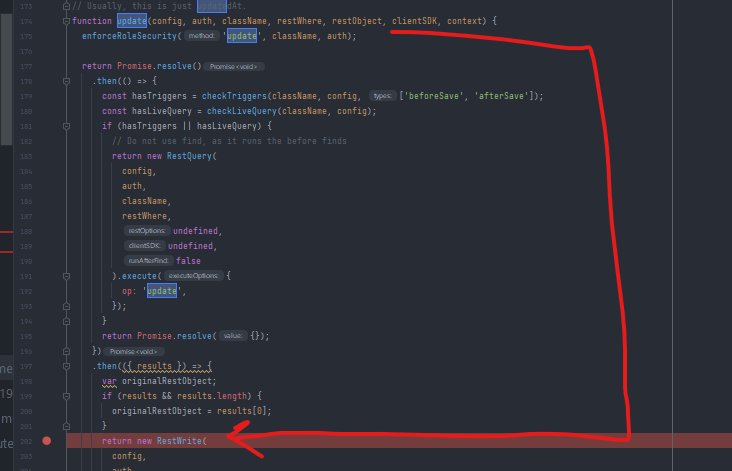 173 // Usually, this is just updatedAt.
174 function update(config, auth, className, restWhere, restObject, clientSDK, context) {
175 enforceRoleSecurity( method: 'update', className, auth);
176
177 return Promise.resolve() Promise<void>
178 .then(() => {
179 const hasTriggers = checkTriggers(className, config, types: ['beforeSave', 'afterSave']);
180 const hasLiveQuery = checkLiveQuery(className, config);
181 if (hasTriggers || hasLiveQuery) {
182 // Do not use find, as it runs the before finds
183 return new RestQuery(
184 config,
185 auth,
186 className,
187 restWhere,
188 restOptions: undefined,
189 clientSDK: undefined,
190 runAfterFind: false
191 ).execute( executeOptions: {
192 op: 'update',
193 });
194 }
195 return Promise.resolve( value: {});
196 }) Promise<void>
197 .then(({ results }) => {
198 var originalRestObject;
199 if (results && results.length) {
200 originalRestObject = results[0];
201 }
202 return new RestWrite(
203 config,
auth,
me
19
m
ute